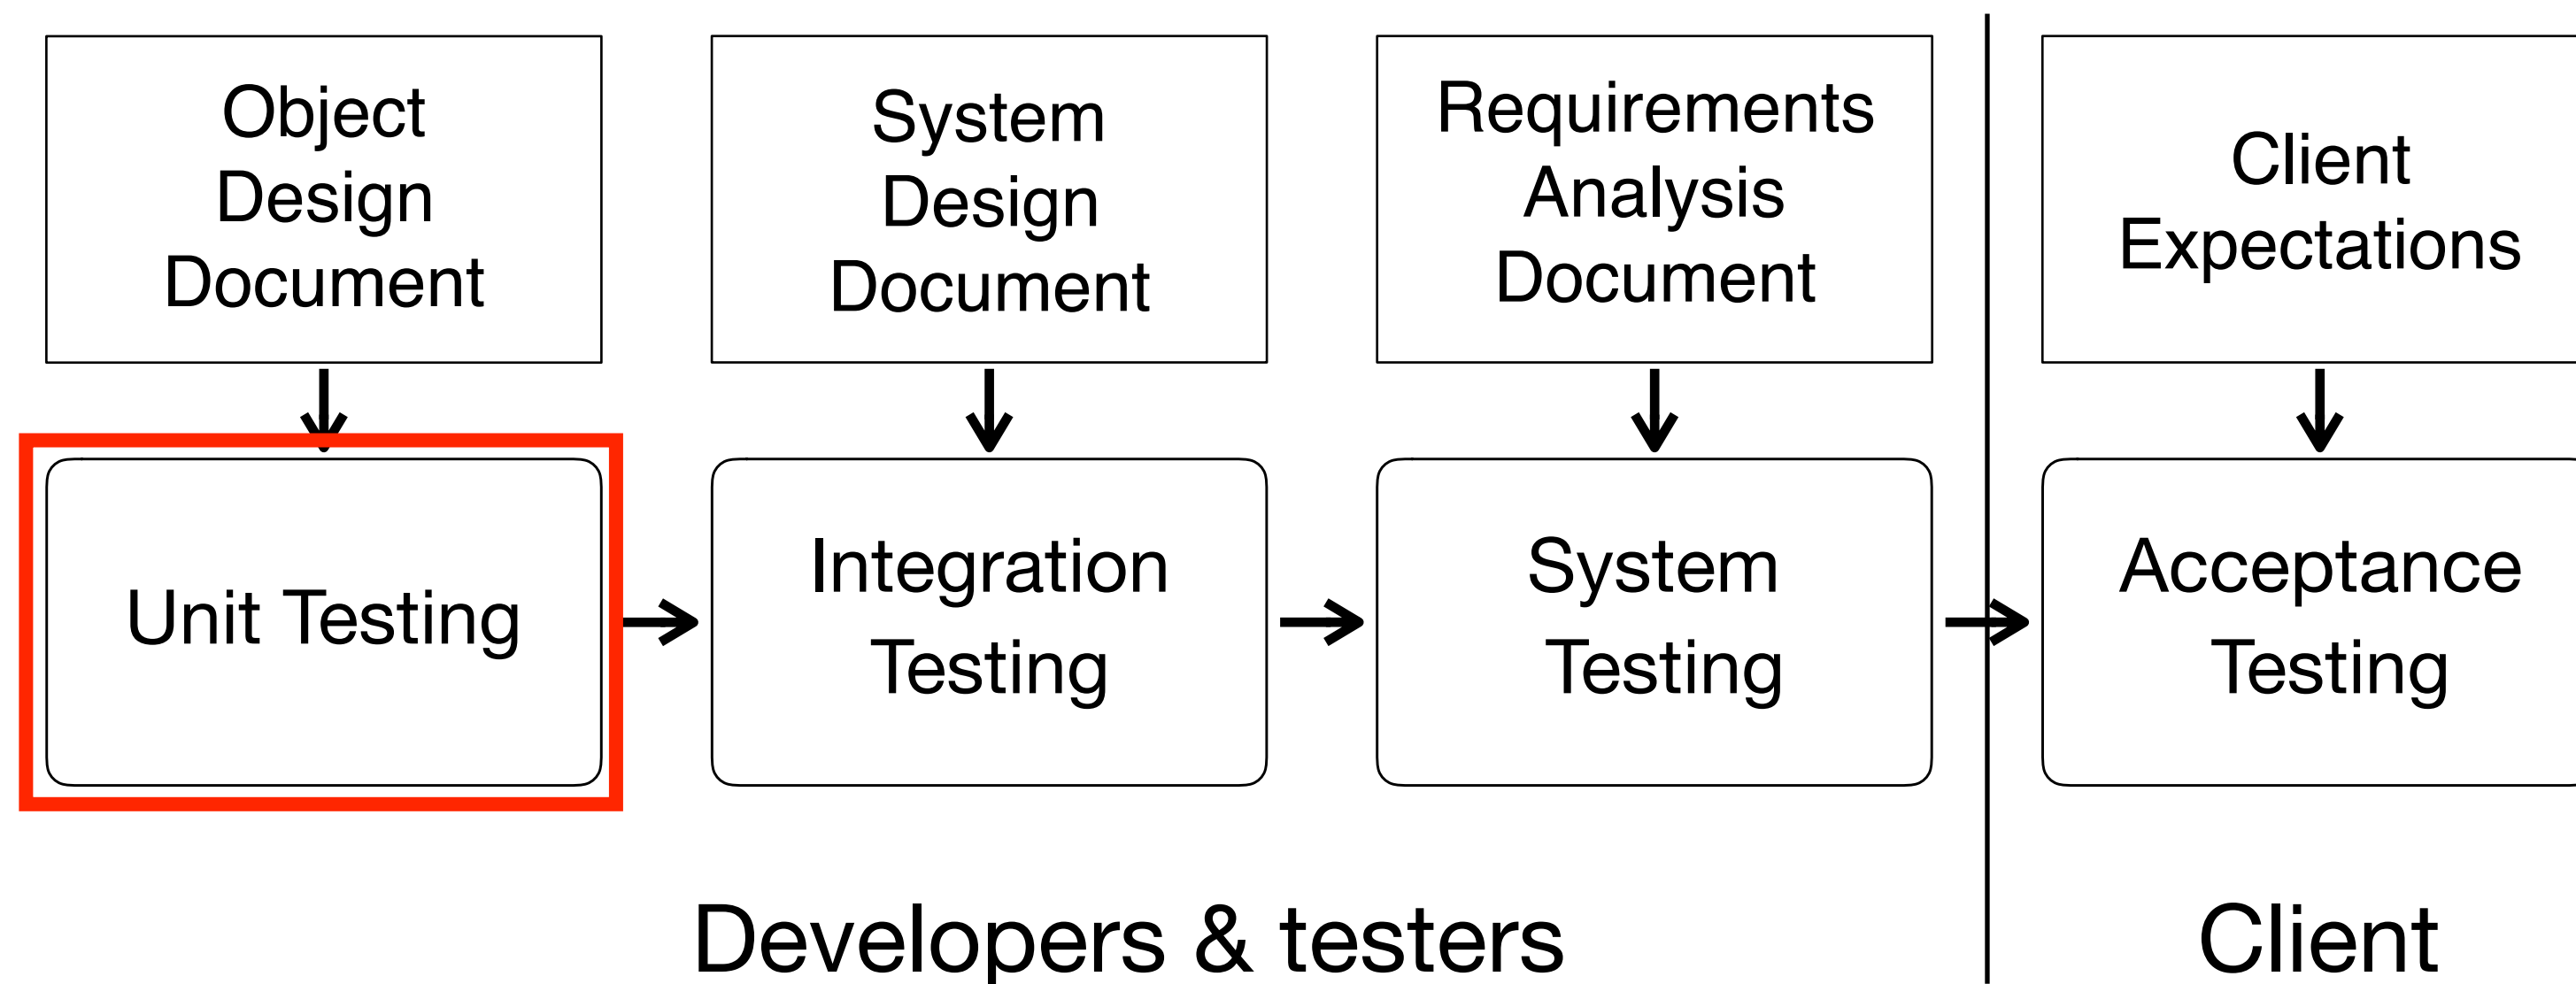 Object
Design
Document
System
Design
Document
Requirements
Analysis
Document
Client
Expectations
Unit Testing
Integration
Testing
System
Testing
Acceptance
Testing
Developers & testers
Client